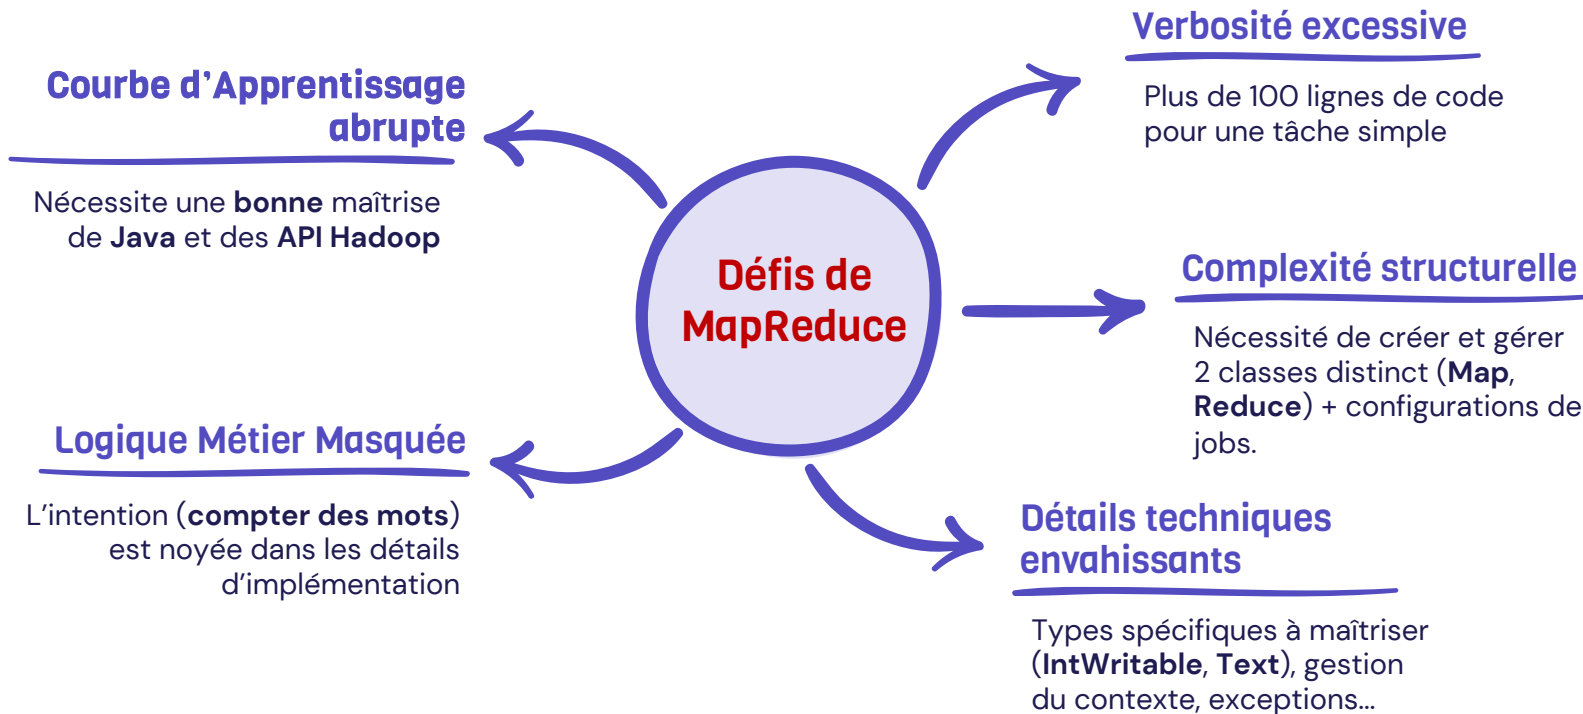 Défis de
MapReduce
Courbe d'Apprentissage
abrupte
Nécessite une bonne maîtrise
de Java et des API Hadoop
Logique Métier Masquée
L'intention (compter des mots)
est noyée dans les détails
d'implémentation
Verbosité excessive
Plus de 100 lignes de code
pour une tâche simple
Complexité structurelle
Nécessité de créer et gérer
2 classes distinct (Map,
Reduce) + configurations de
jobs.
Détails techniques
envahissants
Types spécifiques à maîtriser
(IntWritable, Text), gestion
du contexte, exceptions...